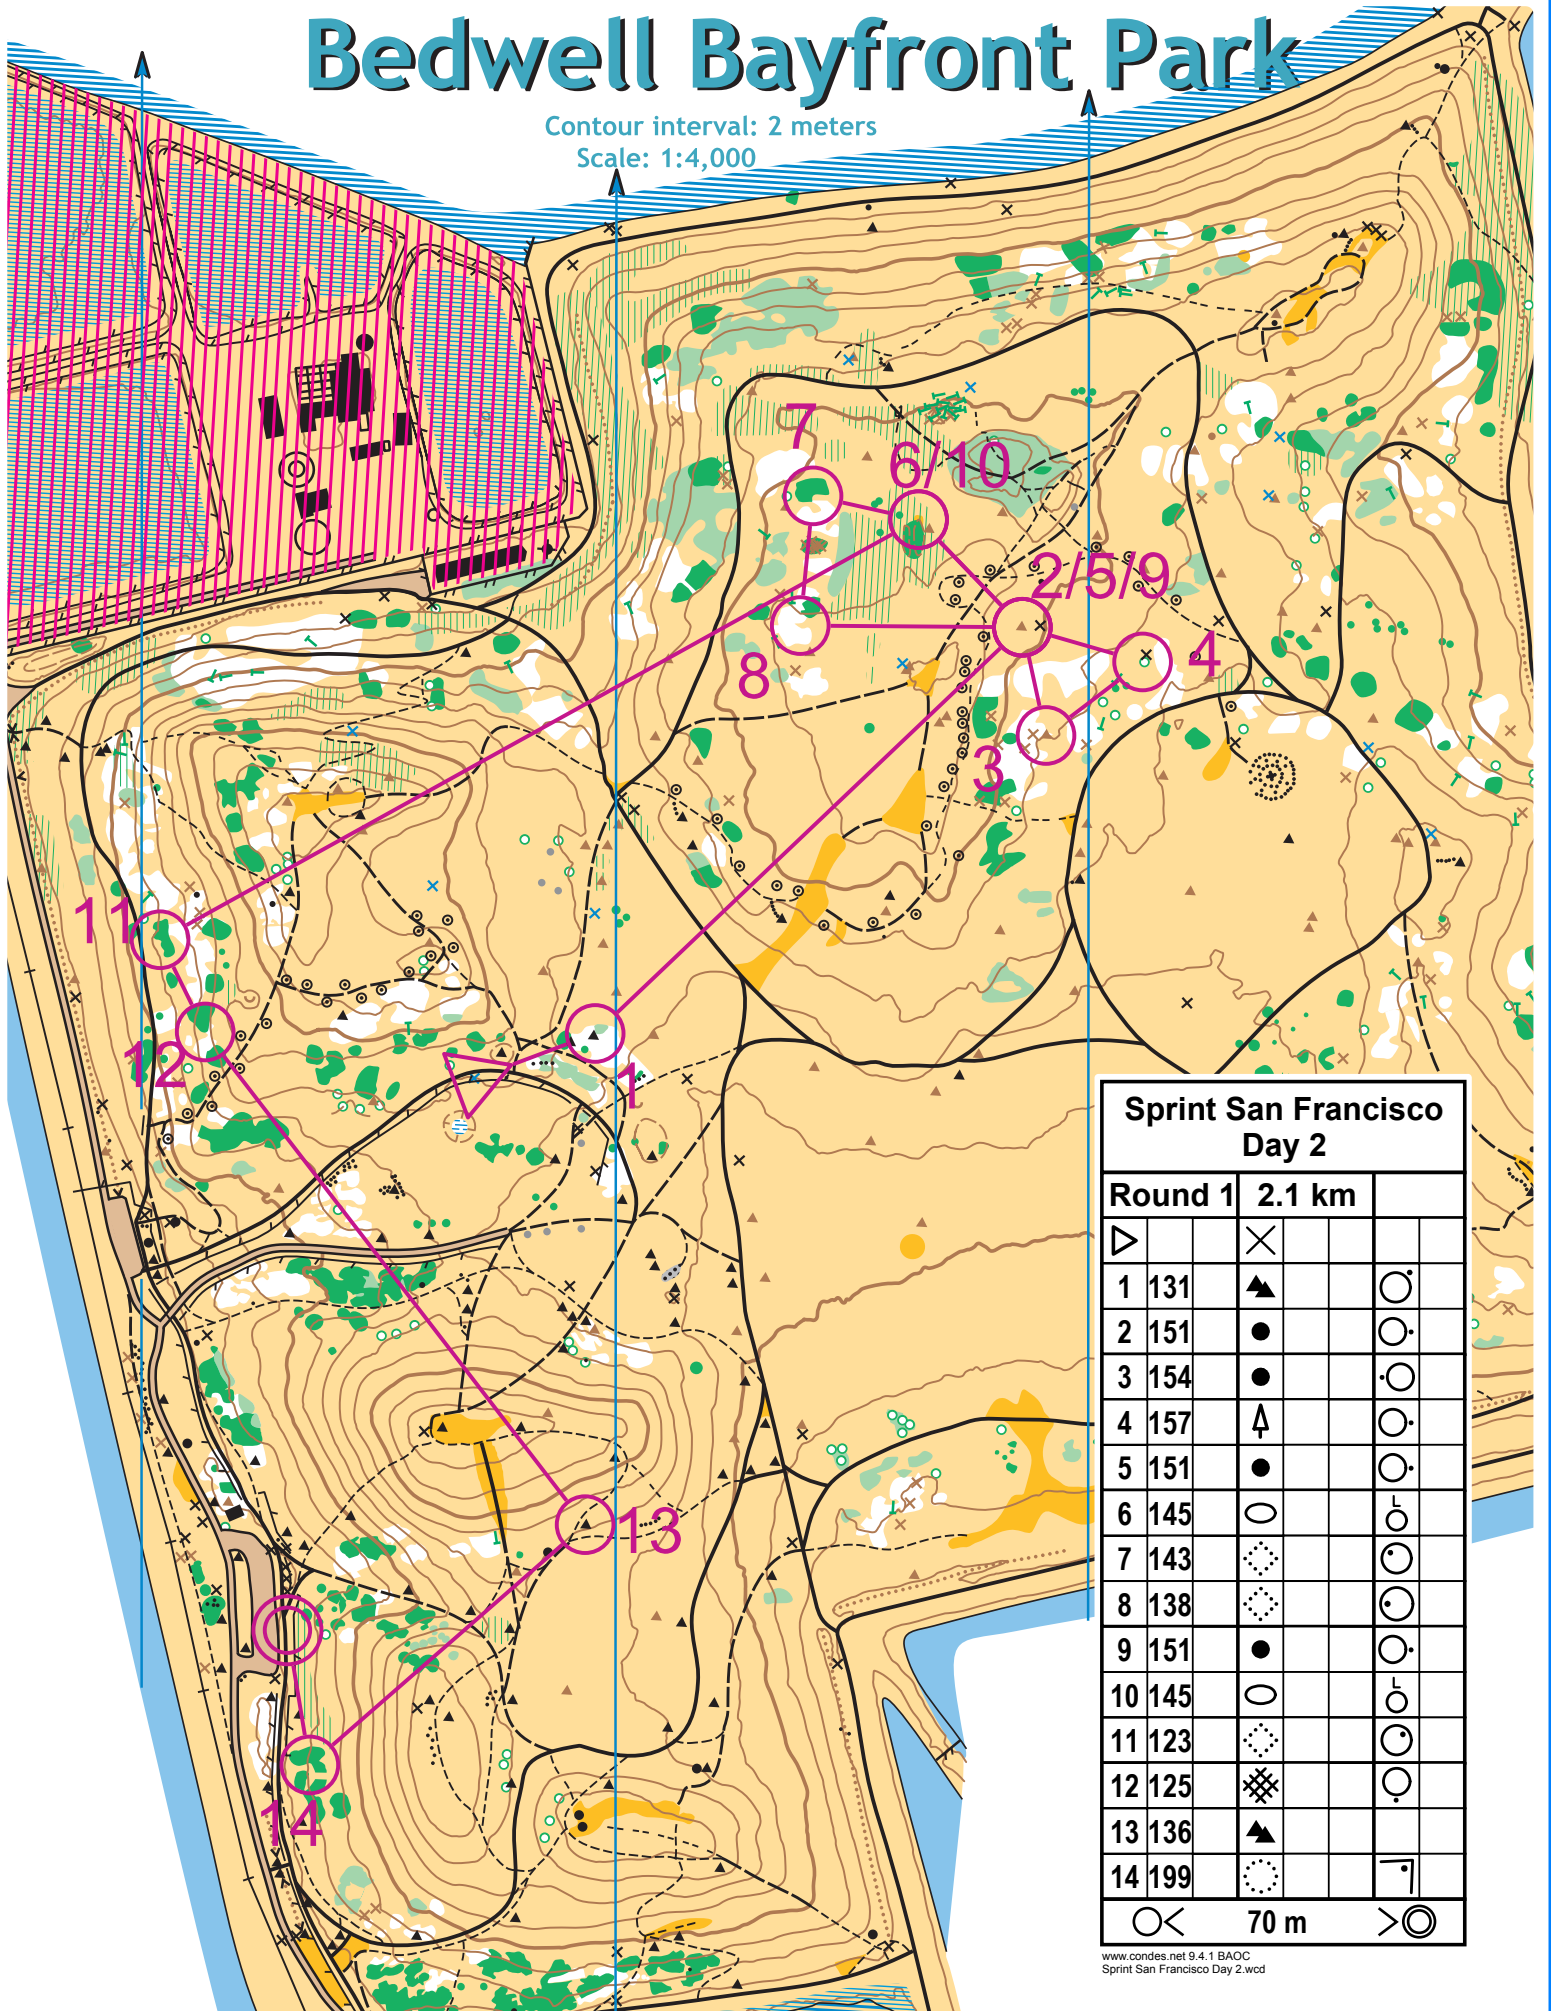 Bedwell Bayfront Park
Contour interval: 2 meters
Scale: 1:4,000
7
6/10
2/5/9
8
4
3
11
12
1
13
14
Sprint San Francisco
Day 2
Round 1 2.1 km
1 131
2 151
3 154
4 157
5 151
6 145
7 143
8 138
9 151
10 145
11 123
12 125
13 136
14 199
70 m
www.condes.net 9.4.1 BAOC
Sprint San Francisco Day 2.wcd